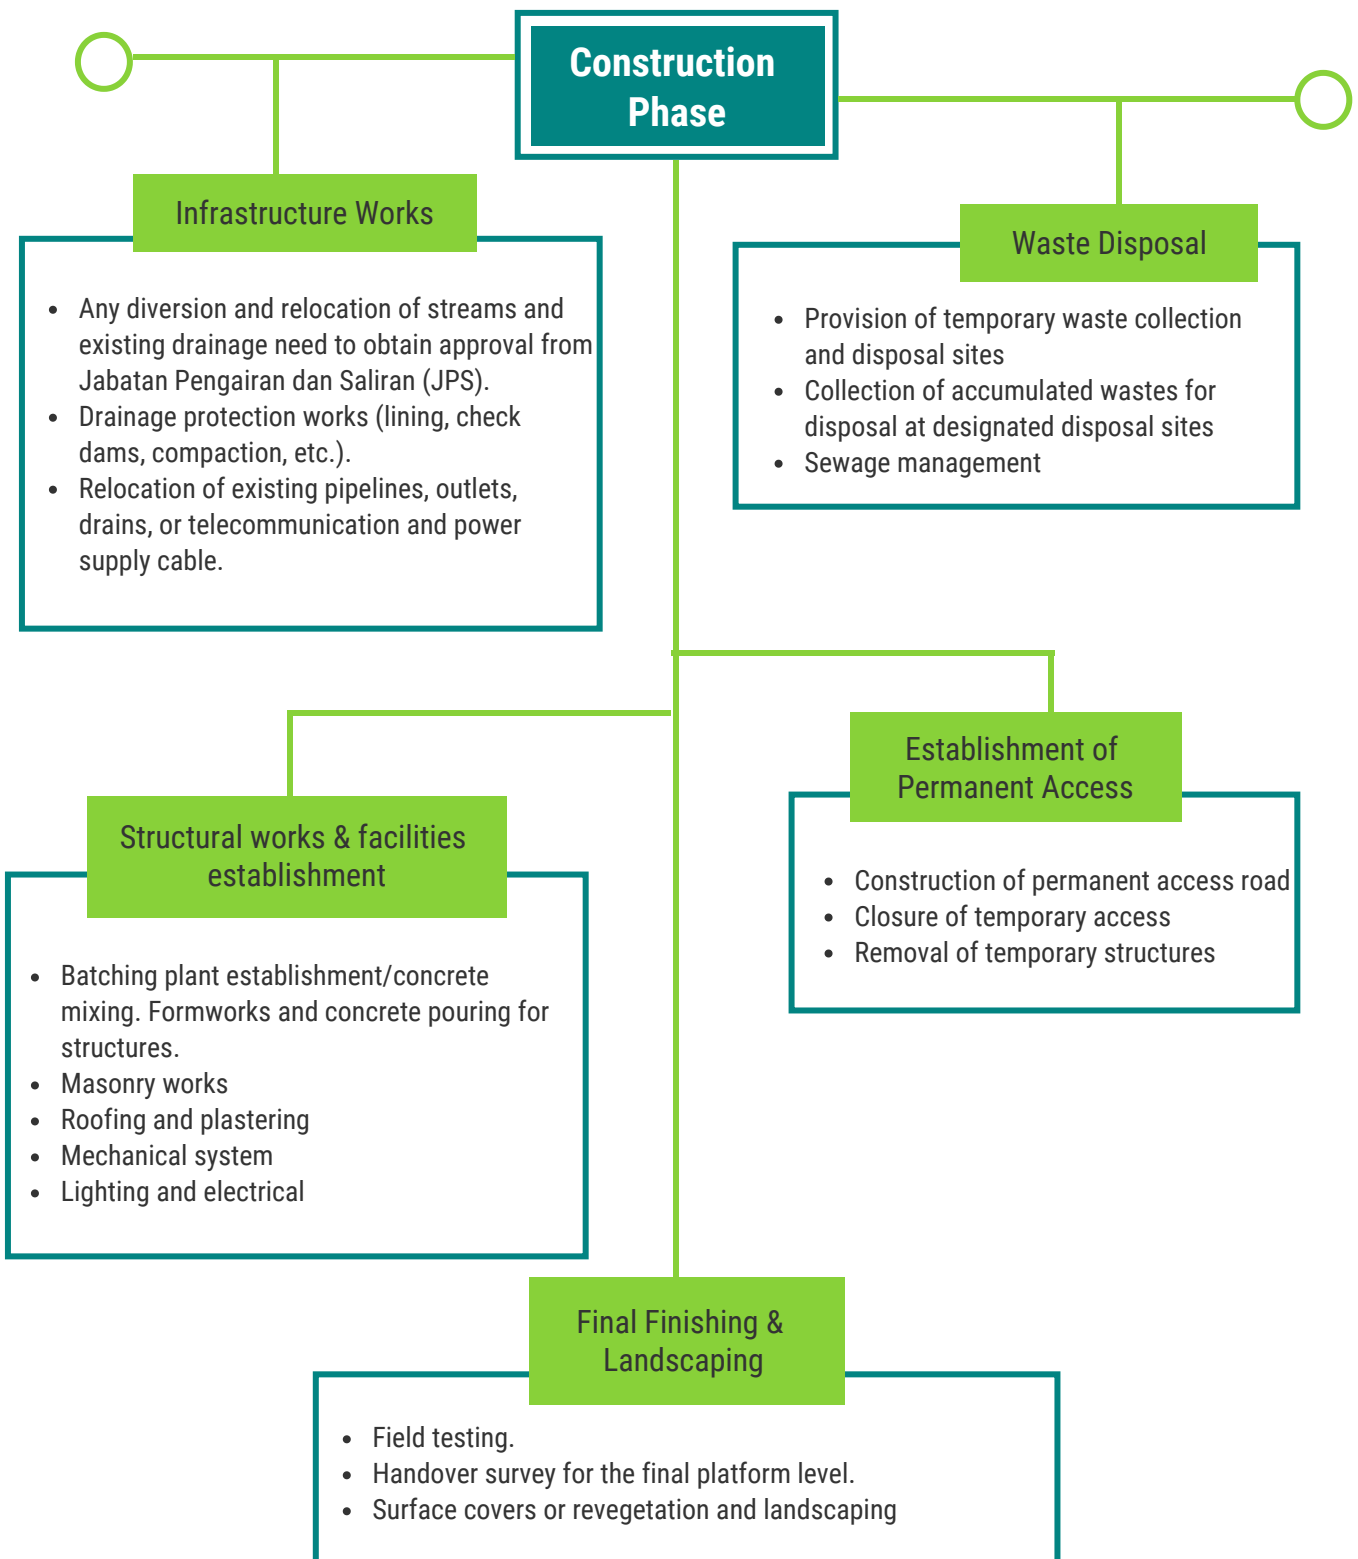 Construction
Phase
Infrastructure Works
• Any diversion and relocation of streams and
existing drainage need to obtain approval from
Jabatan Pengairan dan Saliran (JPS).
• Drainage protection works (lining, check
dams, compaction, etc.).
• Relocation of existing pipelines, outlets,
drains, or telecommunication and power
supply cable.
Waste Disposal
• Provision of temporary waste collection
and disposal sites
• Collection of accumulated wastes for
disposal at designated disposal sites
• Sewage management
Establishment of
Permanent Access
• Construction of permanent access road
• Closure of temporary access
• Removal of temporary structures
Structural works & facilities
establishment
• Batching plant establishment/concrete
mixing. Formworks and concrete pouring for
structures.
• Masonry works
• Roofing and plastering
• Mechanical system
• Lighting and electrical
Final Finishing &
Landscaping
• Field testing.
• Handover survey for the final platform level.
• Surface covers or revegetation and landscaping